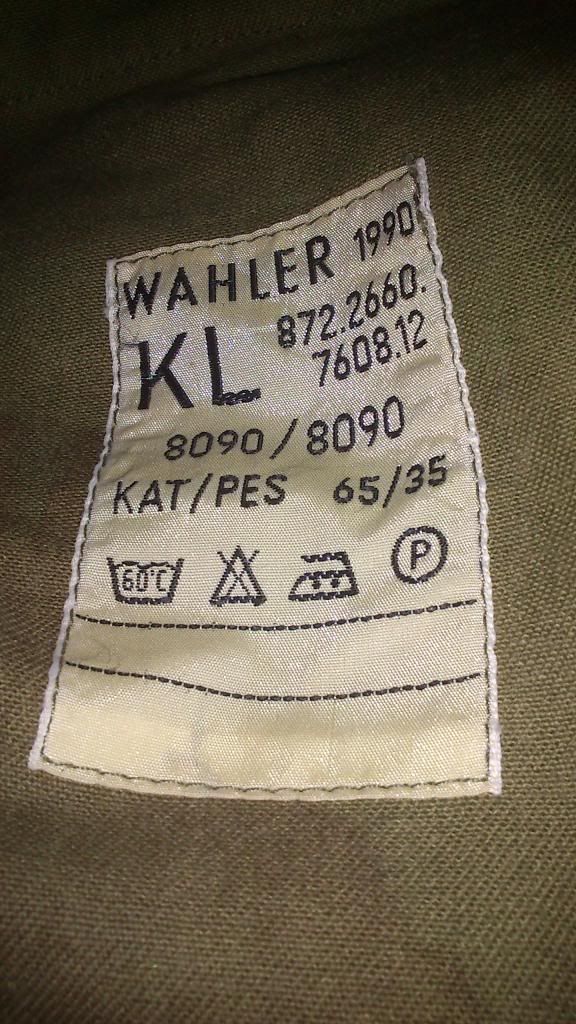 WAHLER 1990
KL 872.2660.
7608.12
8090/8090
KAT/PES 65/35
60°C P